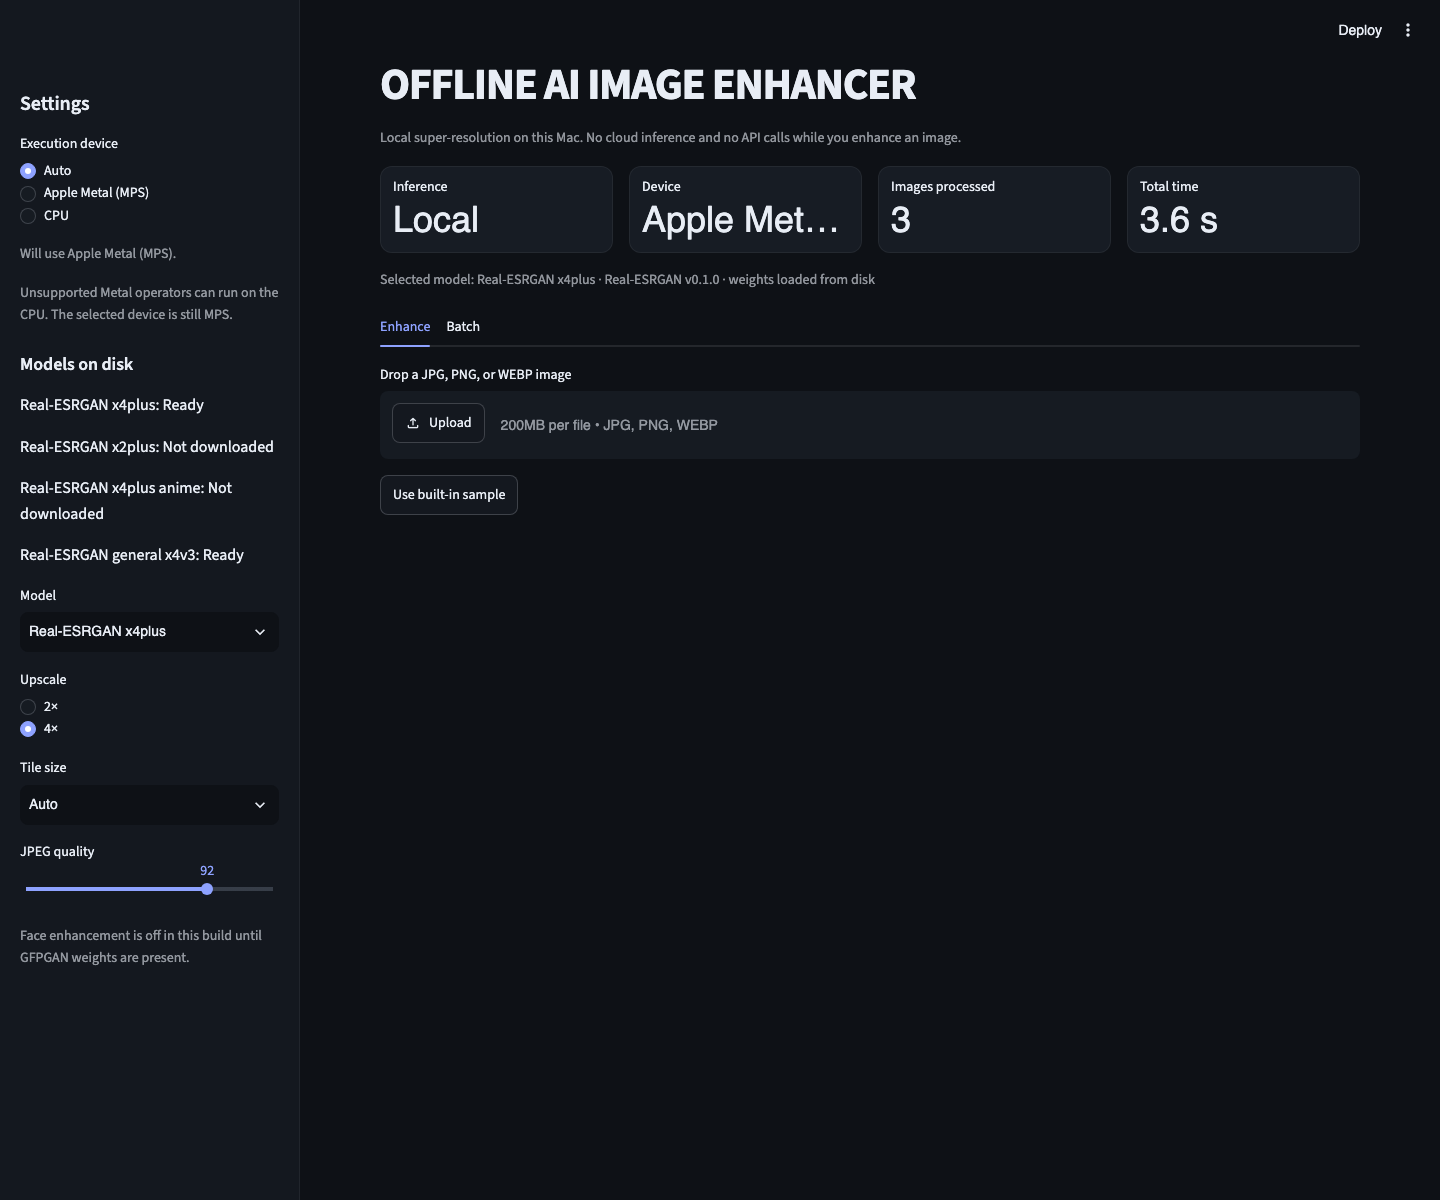 Deploy
Settings
Execution device
Auto
Apple Metal (MPS)
CPU
Will use Apple Metal (MPS).
Unsupported Metal operators can run on the
CPU. The selected device is still MPS.
Models on disk
Real-ESRGAN x4plus: Ready
Real-ESRGAN x2plus: Not downloaded
Real-ESRGAN x4plus anime: Not
downloaded
Real-ESRGAN general x4v3: Ready
Model
Real-ESRGAN x4plus
Upscale
2×
4×
Tile size
Auto
JPEG quality
92
Face enhancement is off in this build until
GFPGAN weights are present.
OFFLINE AI IMAGE ENHANCER
Local super-resolution on this Mac. No cloud inference and no API calls while you enhance an image.
Inference
Local
Device
Apple Met…
Images processed
3
Total time
3.6 s
Selected model: Real-ESRGAN x4plus · Real-ESRGAN v0.1.0 · weights loaded from disk
Enhance Batch
Drop a JPG, PNG, or WEBP image
Upload 200MB per file • JPG, PNG, WEBP
Use built-in sample